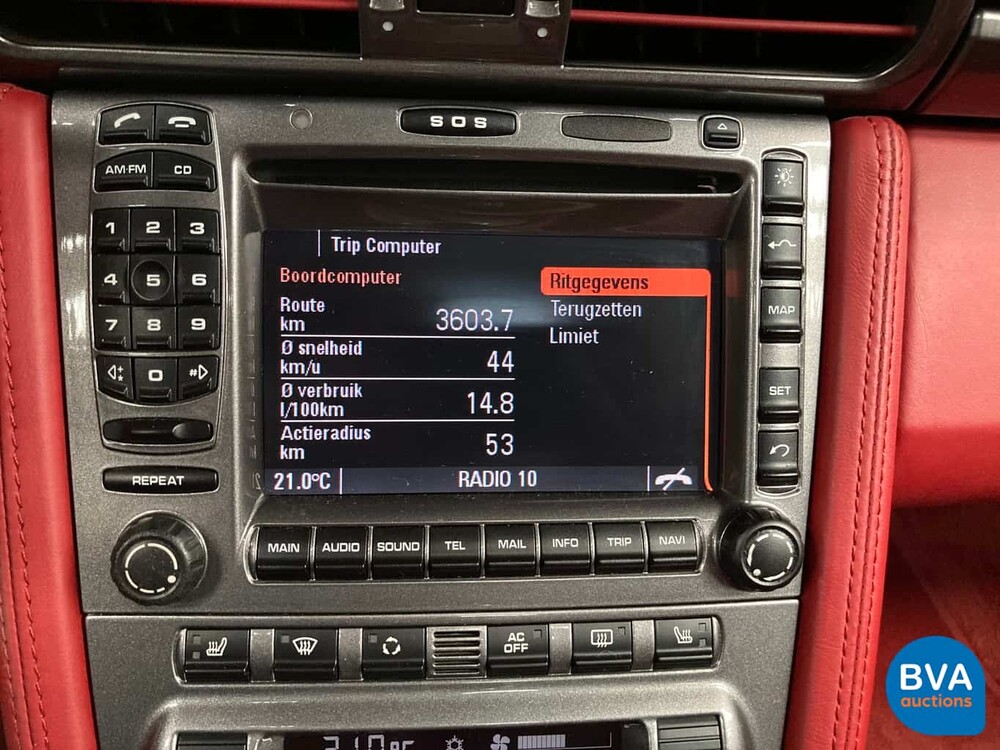 SOS
AM·FM CD
1 2 3
4 5 6
7 8 9
0 #
REPEAT
Trip Computer
Boordcomputer
Route
km 3603.7
Ø snelheid
km/u 44
Ø verbruik
l/100km 14.8
Actieradius
km 53
Ritgegevens
Terugzetten
Limiet
21.0°C RADIO 10
MAP
SET
MAIN AUDIO SOUND TEL MAIL INFO TRIP NAVI
AC
OFF
BVA
auctions